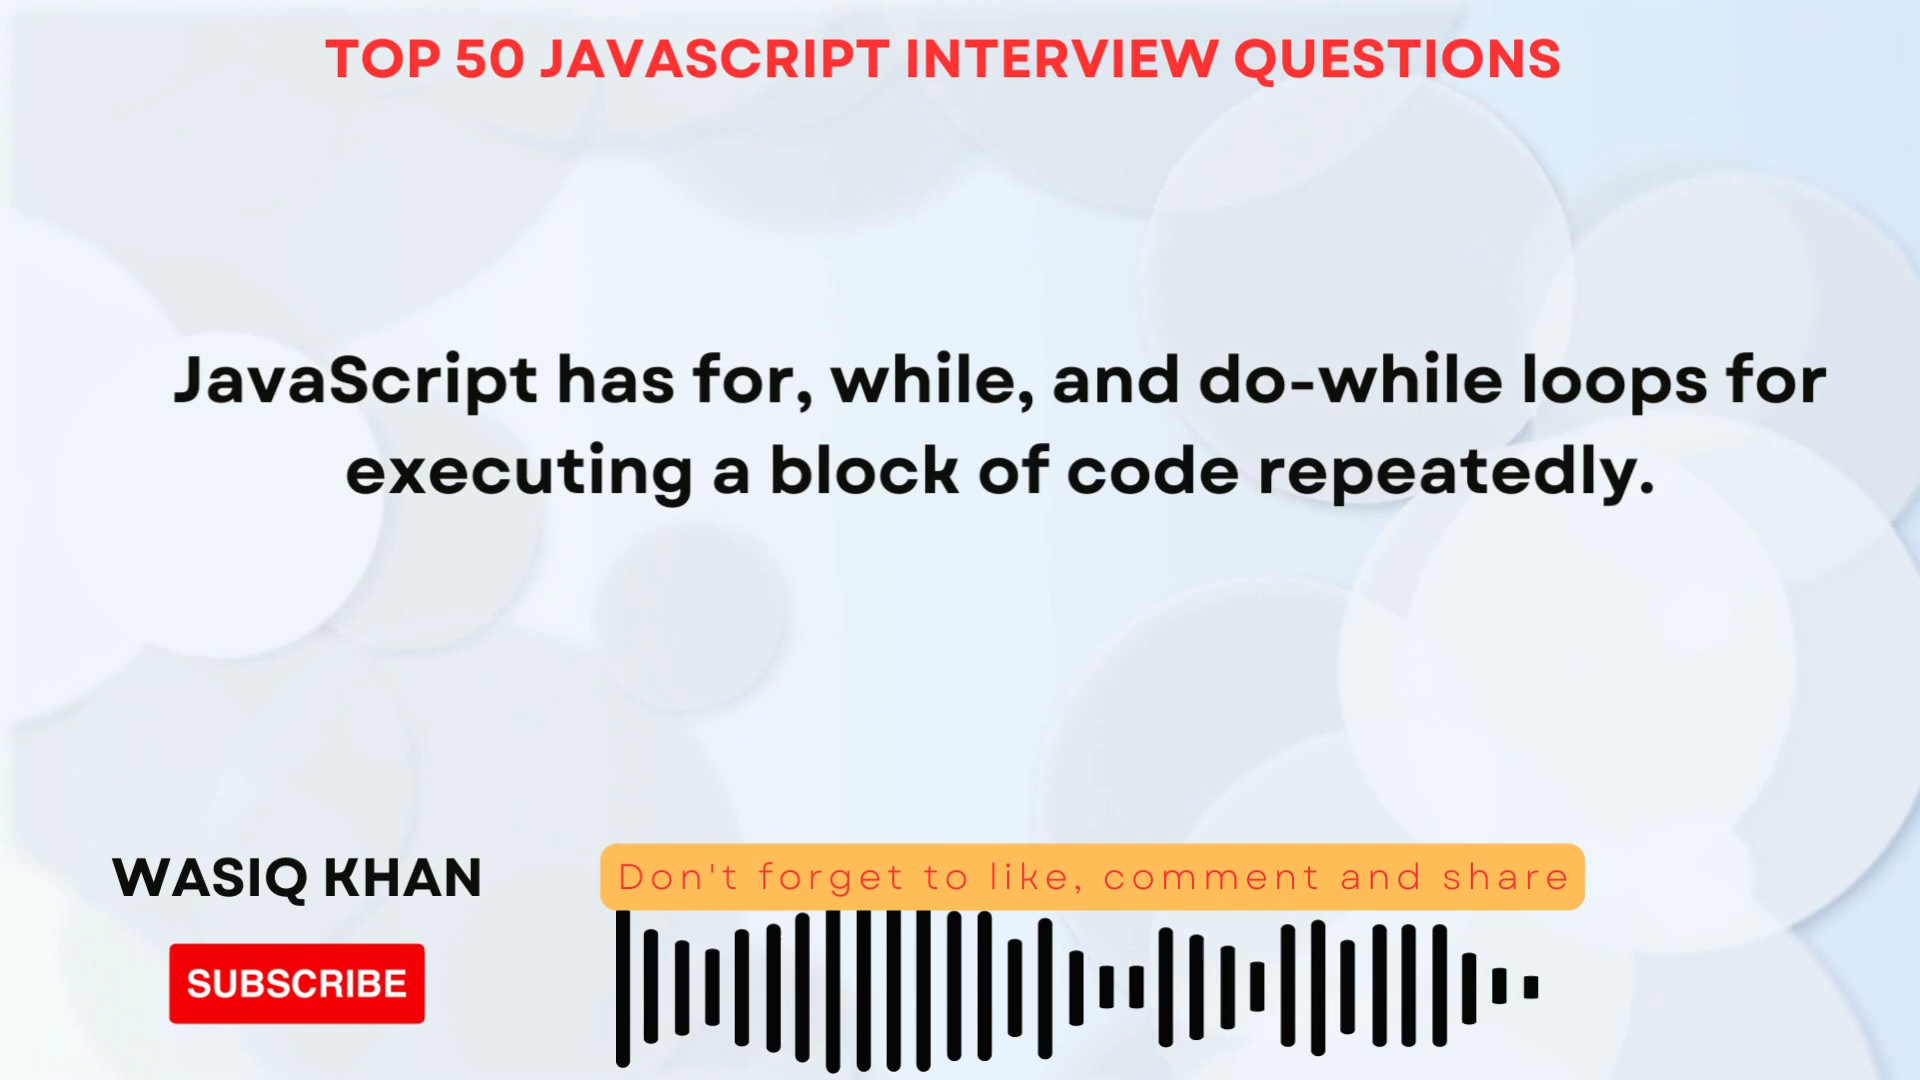 TOP 50 JAVASCRIPT INTERVIEW QUESTIONS
JavaScript has for, while, and do-while loops for
executing a block of code repeatedly.
WASIQ KHAN
Don't forget to like, comment and share
SUBSCRIBE